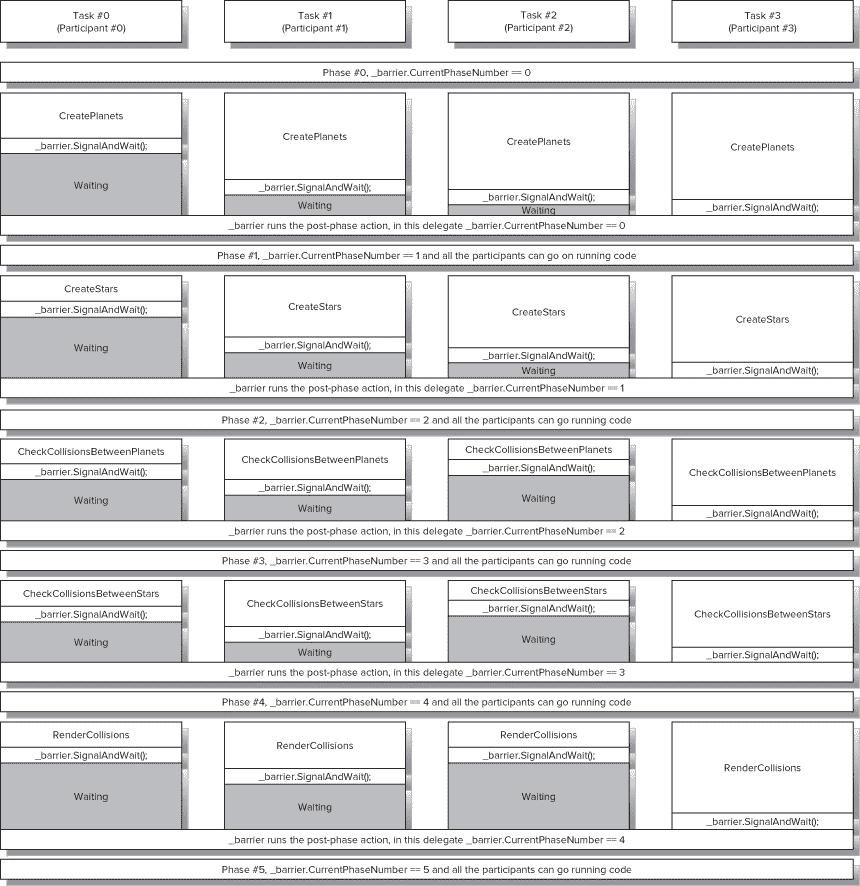 Task #0
(Participant #0)
Task #1
(Participant #1)
Task #2
(Participant #2)
Task #3
(Participant #3)
Phase #0, _barrier.CurrentPhaseNumber == 0
CreatePlanets
_barrier.SignalAndWait();
Waiting
CreatePlanets
_barrier.SignalAndWait();
Waiting
CreatePlanets
_barrier.SignalAndWait();
Waiting
CreatePlanets
_barrier.SignalAndWait();
_barrier runs the post-phase action, in this delegate _barrier.CurrentPhaseNumber == 0
Phase #1, _barrier.CurrentPhaseNumber == 1 and all the participants can go on running code
CreateStars
_barrier.SignalAndWait();
Waiting
CreateStars
_barrier.SignalAndWait();
Waiting
CreateStars
_barrier.SignalAndWait();
Waiting
CreateStars
_barrier.SignalAndWait();
_barrier runs the post-phase action, in this delegate _barrier.CurrentPhaseNumber == 1
Phase #2, _barrier.CurrentPhaseNumber == 2 and all the participants can go running code
CheckCollisionsBetweenPlanets
_barrier.SignalAndWait();
Waiting
CheckCollisionsBetweenPlanets
_barrier.SignalAndWait();
Waiting
CheckCollisionsBetweenPlanets
_barrier.SignalAndWait();
Waiting
CheckCollisionsBetweenPlanets
_barrier.SignalAndWait();
_barrier runs the post-phase action, in this delegate _barrier.CurrentPhaseNumber == 2
Phase #3, _barrier.CurrentPhaseNumber == 3 and all the participants can go running code
CheckCollisionsBetweenStars
_barrier.SignalAndWait();
Waiting
CheckCollisionsBetweenStars
_barrier.SignalAndWait();
Waiting
CheckCollisionsBetweenStars
_barrier.SignalAndWait();
Waiting
CheckCollisionsBetweenStars
_barrier.SignalAndWait();
_barrier runs the post-phase action, in this delegate _barrier.CurrentPhaseNumber == 3
Phase #4, _barrier.CurrentPhaseNumber == 4 and all the participants can go running code
RenderCollisions
_barrier.SignalAndWait();
Waiting
RenderCollisions
_barrier.SignalAndWait();
Waiting
RenderCollisions
_barrier.SignalAndWait();
Waiting
RenderCollisions
_barrier.SignalAndWait();
_barrier runs the post-phase action, in this delegate _barrier.CurrentPhaseNumber == 4
Phase #5, _barrier.CurrentPhaseNumber == 5 and all the participants can go running code